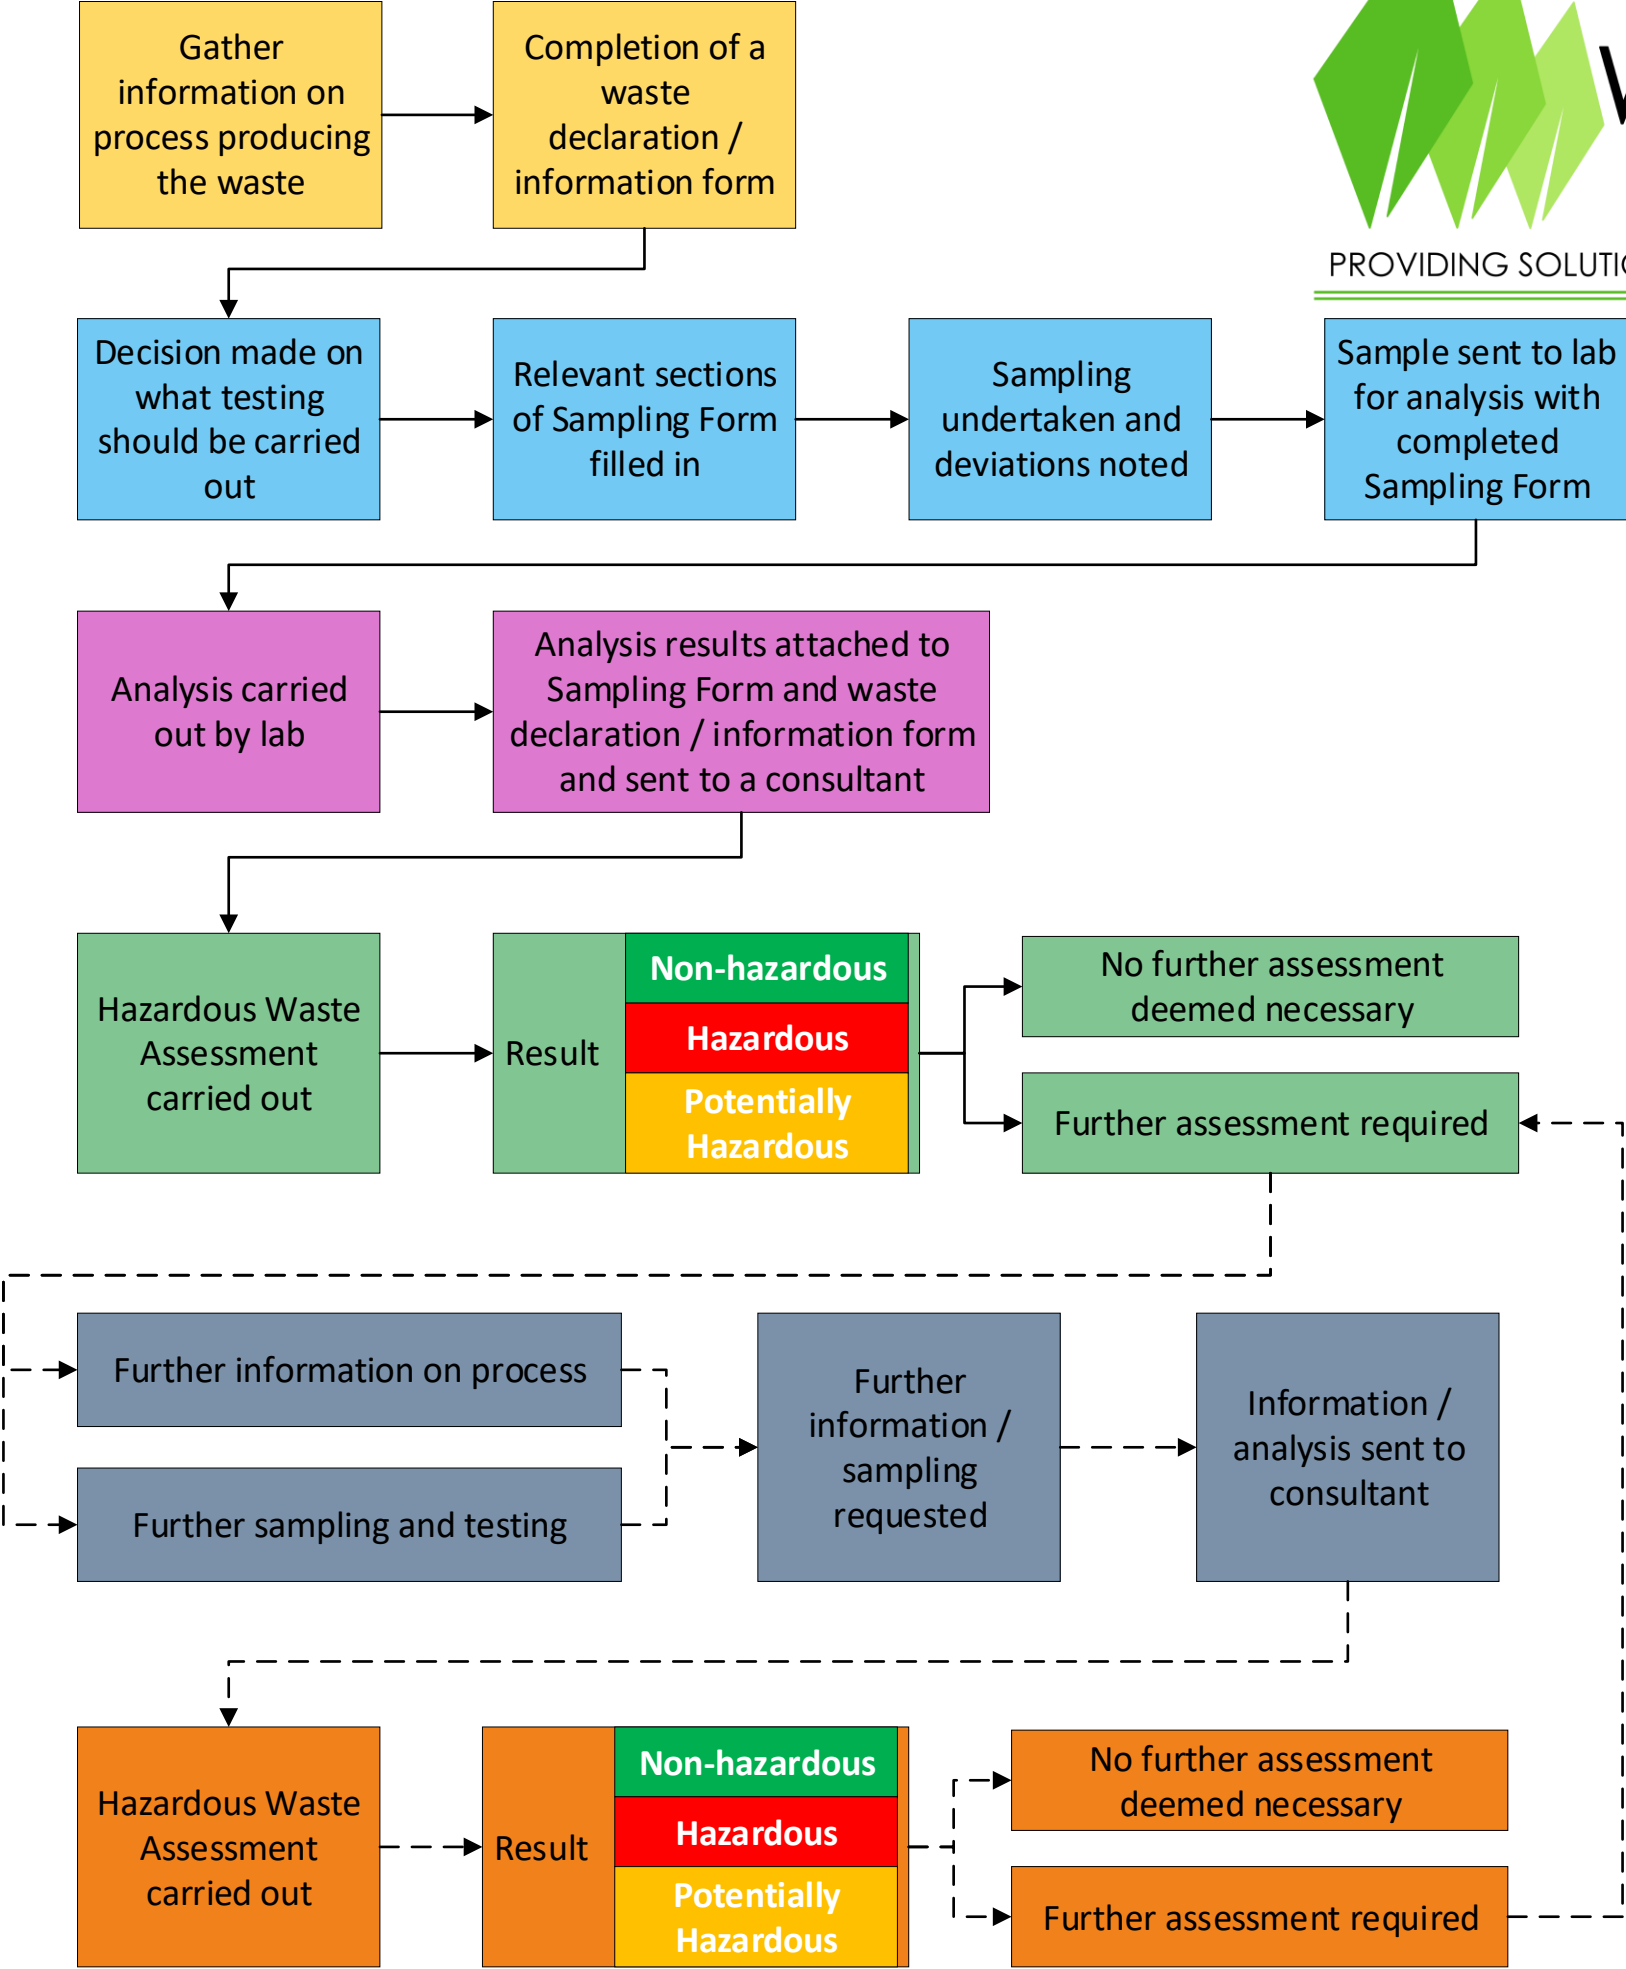 Gather
information on
process producing
the waste
Completion of a
waste
declaration /
information form
PROVIDING
Decision made on
what testing
should be carried
out
Relevant sections
of Sampling Form
filled in
Sampling
undertaken and
deviations noted
Sample sent to lab
for analysis with
completed
Sampling Form
Analysis carried
out by lab
Analysis results attached to
Sampling Form and waste
declaration / information form
and sent to a consultant
Hazardous Waste
Assessment
carried out
Result
Non-hazardous
Hazardous
Potentially
Hazardous
No further assessment
deemed necessary
Further assessment required
Further information on process
Further sampling and testing
Further
information /
sampling
requested
Information /
analysis sent to
consultant
Hazardous Waste
Assessment
carried out
Result
Non-hazardous
Hazardous
Potentially
Hazardous
No further assessment
deemed necessary
Further assessment required